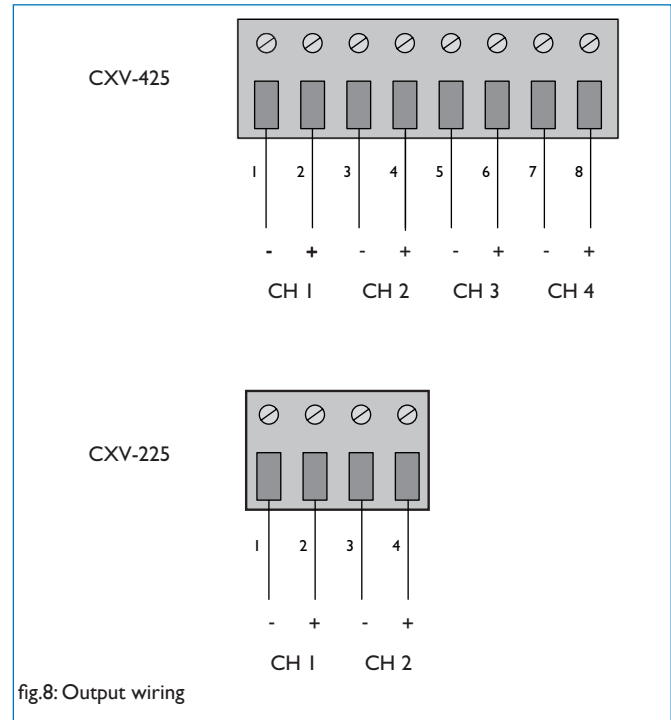 CXV-425
1 2 3 4 5 6 7 8
- + - + - + - +
CH 1 CH 2 CH 3 CH 4
CXV-225
1 2 3 4
- + - +
CH 1 CH 2
fig.8: Output wiring